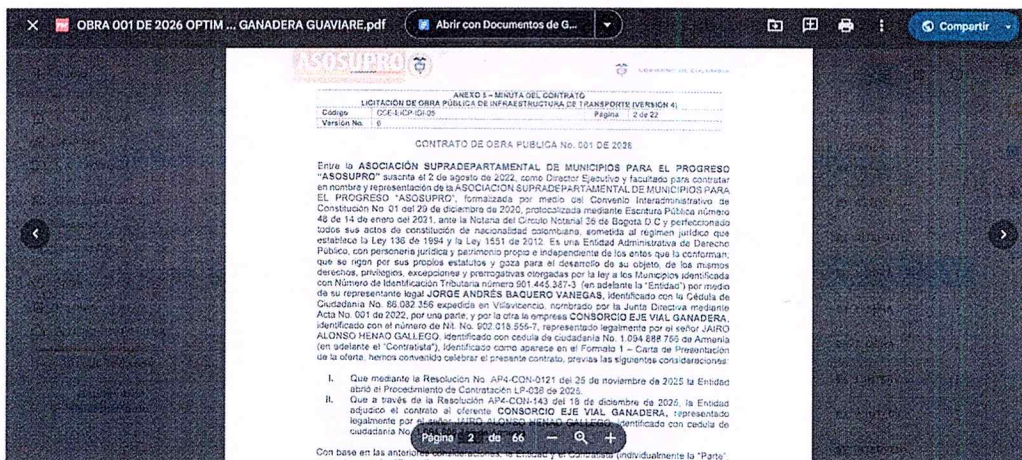 OBRA 001 DE 2026 OPTIM ... GANADERA GUAVIARE.pdf
Abrir con Documentos de G...
Compartir
ASOSUPRO
GOBIERNO DE COLOMBIA
ANEXO 5 – MINUTA DEL CONTRATO
LICITACIÓN DE OBRA PÚBLICA DE INFRAESTRUCTURA DE TRANSPORTE (VERSIÓN 4)
Código CCE-EICP-IDI-05 Página 2 de 22
Versión No. 6
CONTRATO DE OBRA PUBLICA No. 001 DE 2026
Entre la ASOCIACIÓN SUPRADEPARTAMENTAL DE MUNICIPIOS PARA EL PROGRESO
"ASOSUPRO" suscrita el 2 de agosto de 2022, como Director Ejecutivo y facultado para contratar
en nombre y representación de la ASOCIACION SUPRADEPARTAMENTAL DE MUNICIPIOS PARA
EL PROGRESO "ASOSUPRO", formalizada por medio del Convenio Interadministrativo de
Constitución No. 01 del 29 de diciembre de 2020, protocolizada mediante Escritura Pública número
48 de 14 de enero del 2021, ante la Notaria del Circulo Notarial 36 de Bogota D.C y perfeccionado
todos sus actos de constitución de nacionalidad colombiana, sometida al régimen jurídico que
establece la Ley 136 de 1994 y la Ley 1551 de 2012. Es una Entidad Administrativa de Derecho
Público, con personería jurídica y patrimonio propio e independiente de los entes que la conforman;
que se rigen por sus propios estatutos y goza para el desarrollo de su objeto, de los mismos
derechos, privilegios, excepciones y prerrogativas otorgadas por la ley a los Municipios identificada
con Número de Identificación Tributaria número 901.445.387-3 (en adelante la "Entidad") por medio
de su representante legal JORGE ANDRÉS BAQUERO VANEGAS, identificado con la Cédula de
Ciudadanía No. 86.082.356 expedida en Villavicencio, nombrado por la Junta Directiva mediante
Acta No. 001 de 2022, por una parte, y por la otra la empresa CONSORCIO EJE VIAL GANADERA,
identificado con el número de Nit. No. 902.018.556-7, representado legalmente por el señor JAIRO
ALONSO HENAO GALLEGO, identificado con cedula de ciudadanía No. 1.094.888.766 de Armenia
(en adelante el "Contratista"), identificado como aparece en el Formato 1 – Carta de Presentación
de la oferta, hemos convenido celebrar el presente contrato, previas las siguientes consideraciones:
I. Que mediante la Resolución No. AP4-CON-0121 del 25 de noviembre de 2025 la Entidad
abrió el Procedimiento de Contratación LP-038 de 2025.
II. Que a través de la Resolución AP4-CON-143 del 18 de diciembre de 2025, la Entidad
adjudico el contrato al oferente CONSORCIO EJE VIAL GANADERA, representado
legalmente por el señor JAIRO ALONSO HENAO GALLEGO, identificado con cedula de
ciudadanía No.
Página 2 de 66
Con base en las anteriores consideraciones, la Entidad y el Contratista (individualmente la "Parte"